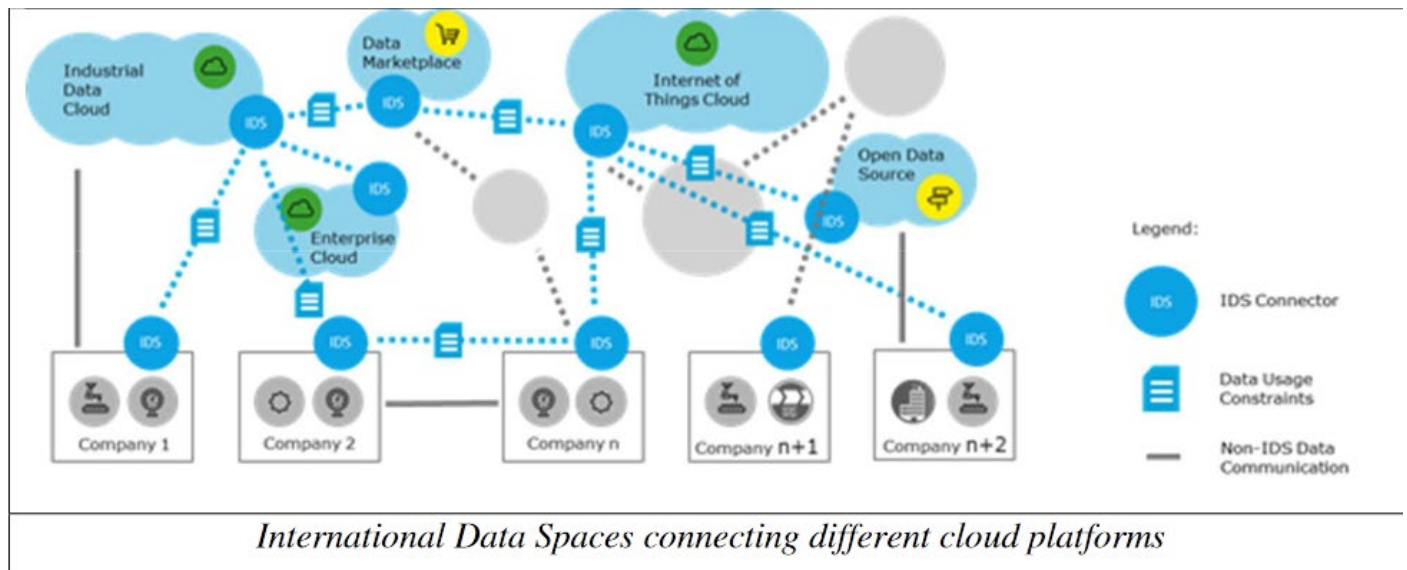 Industrial
Data
Cloud
Data
Marketplace
Internet of
Things Cloud
IDS
IDS
IDS
Open Data
Source
IDS
IDS
Enterprise
Cloud
Legend:
IDS
IDS Connector
IDS
IDS
IDS
IDS
IDS
Data Usage
Constraints
Company 1
Company 2
Company n
Company n+1
Company n+2
Non-IDS Data
Communication
International Data Spaces connecting different cloud platforms